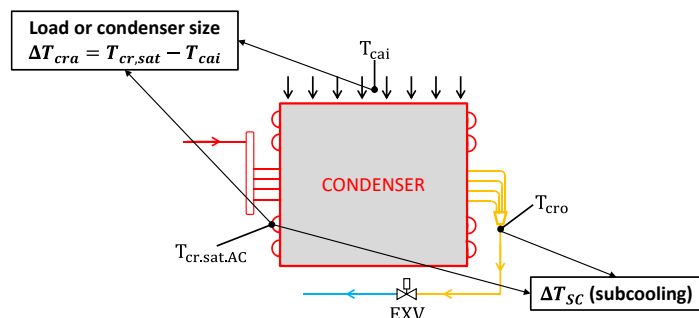 Load or condenser size
ΔT_cra = T_cr,sat − T_cai
T_cai
CONDENSER
T_cro
T_cr.sat.AC
ΔT_SC (subcooling)
EXV